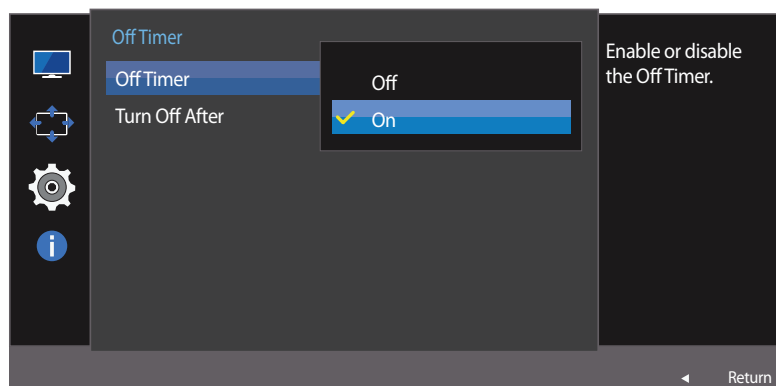 Off Timer
Off Timer
Off
On
Turn Off After
Enable or disable
the Off Timer.
Return